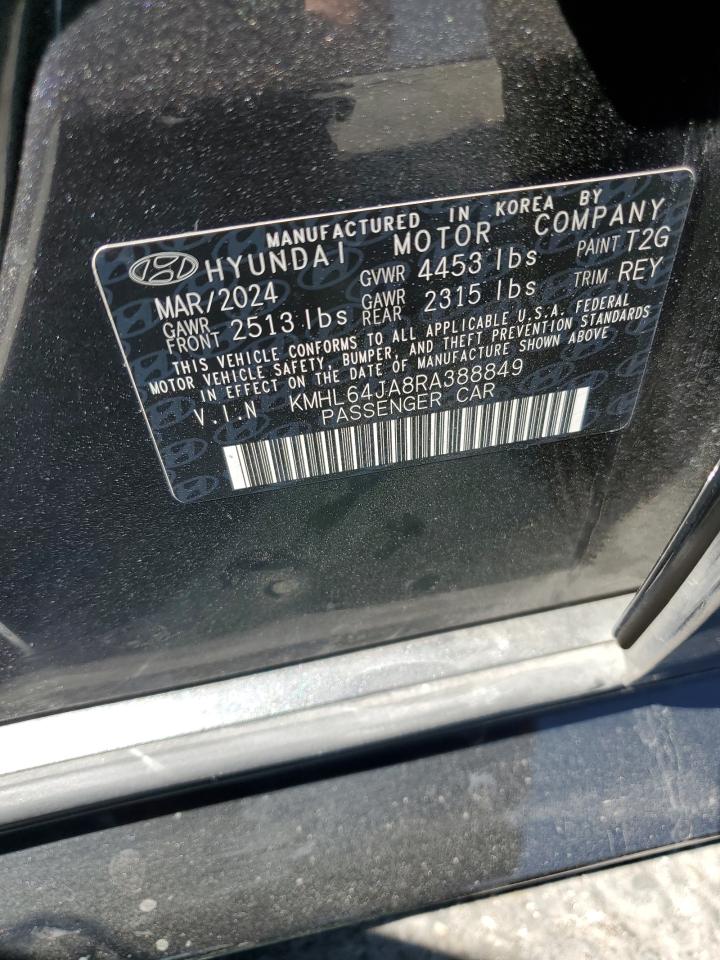 MANUFACTURED IN KOREA BY
HYUNDAI MOTOR COMPANY
MAR/2024 GVWR 4453 lbs PAINT T2G
GAWR FRONT 2513 lbs GAWR REAR 2315 lbs TRIM REY
THIS VEHICLE CONFORMS TO ALL APPLICABLE U.S.A. FEDERAL
MOTOR VEHICLE SAFETY, BUMPER, AND THEFT PREVENTION STANDARDS
IN EFFECT ON THE DATE OF MANUFACTURE SHOWN ABOVE
V.I.N KMHL64JA8RA388849
PASSENGER CAR